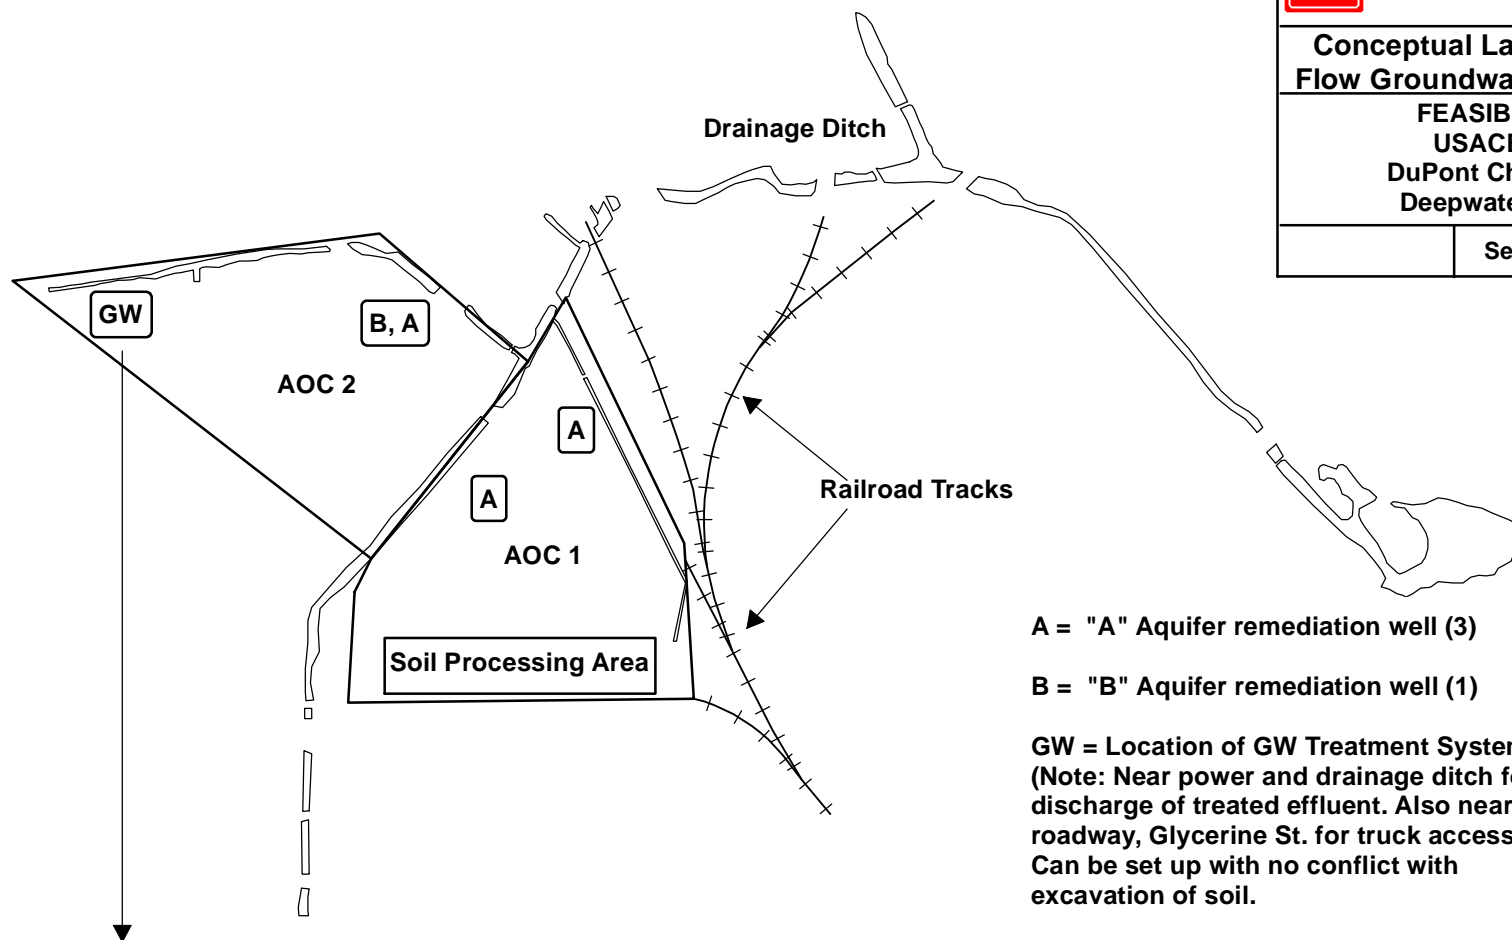 Conceptual La
Flow Groundwa
FEASIB
USACE
DuPont Ch
Deepwate
Se
Drainage Ditch
GW
B, A
AOC 2
A
A
Railroad Tracks
AOC 1
Soil Processing Area
A = "A" Aquifer remediation well (3)
B = "B" Aquifer remediation well (1)
GW = Location of GW Treatment System
(Note: Near power and drainage ditch fo
discharge of treated effluent. Also near
roadway, Glycerine St. for truck access
Can be set up with no conflict with
excavation of soil.